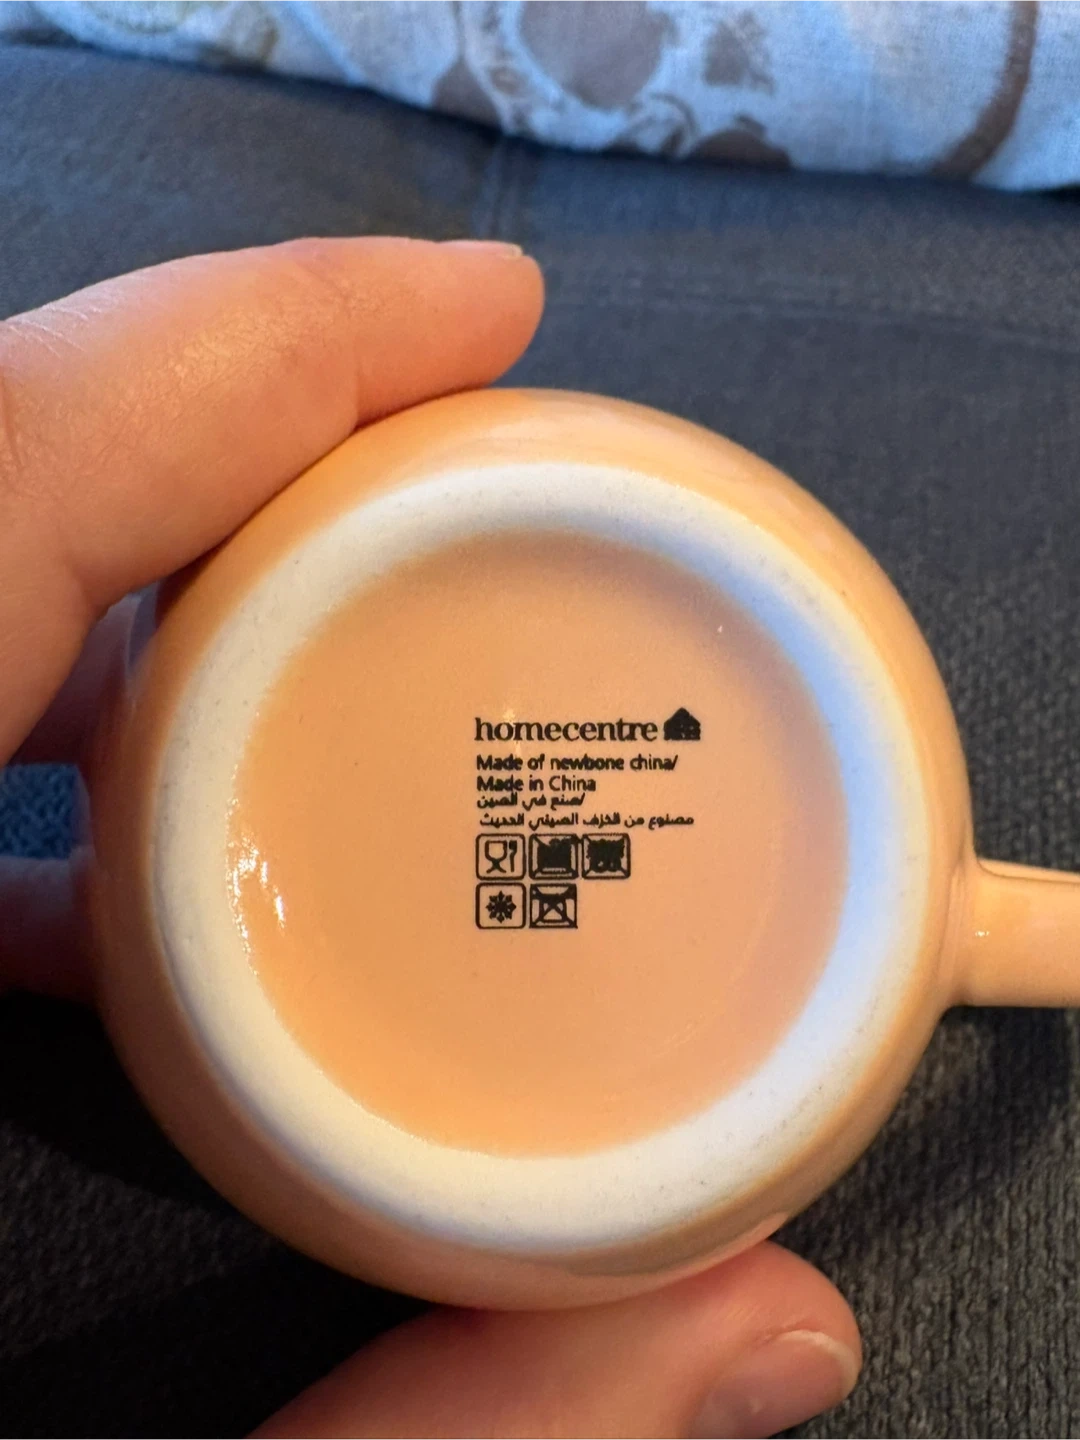 homecentre
Made of newbone china/
Made in China
صنع في الصين/
مصنوع من الخزف الصيني الحديث